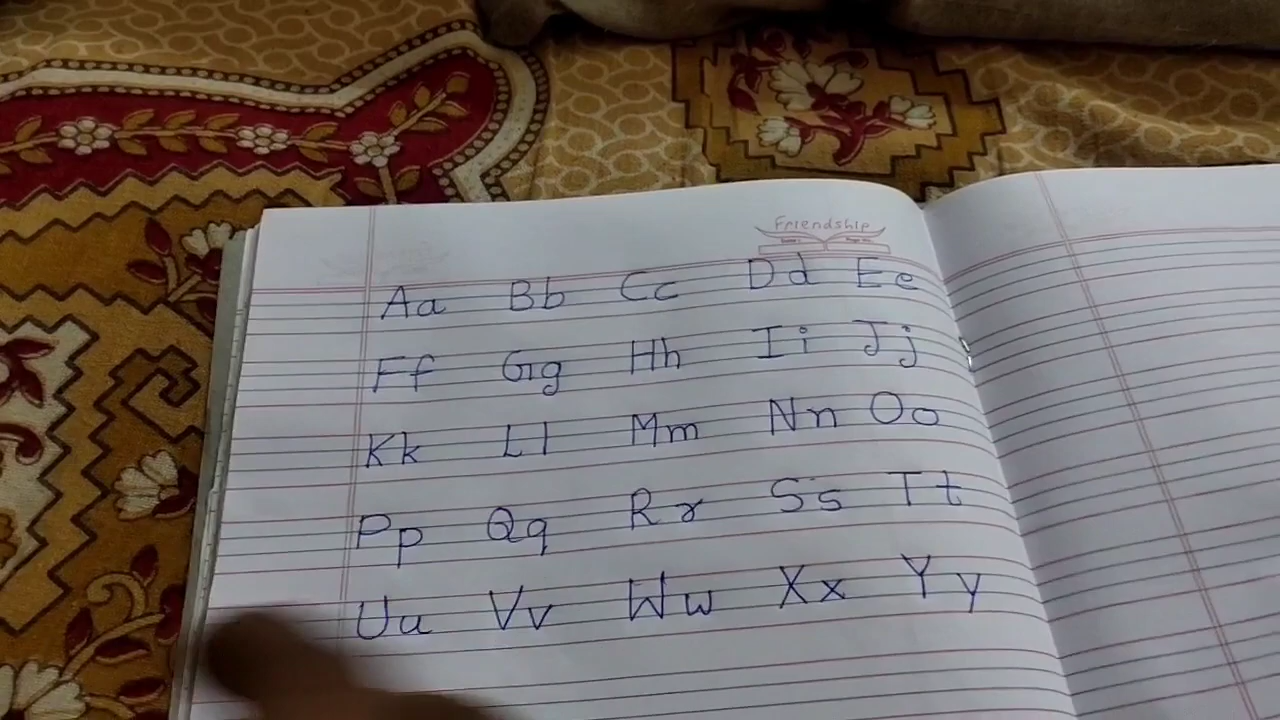 Friendship
Aa Bb Cc Dd Ee
Ff Gg Hh Ii Jj
Kk Ll Mm Nn Oo
Pp Qq Rr Ss Tt
Uu Vv Ww Xx Yy